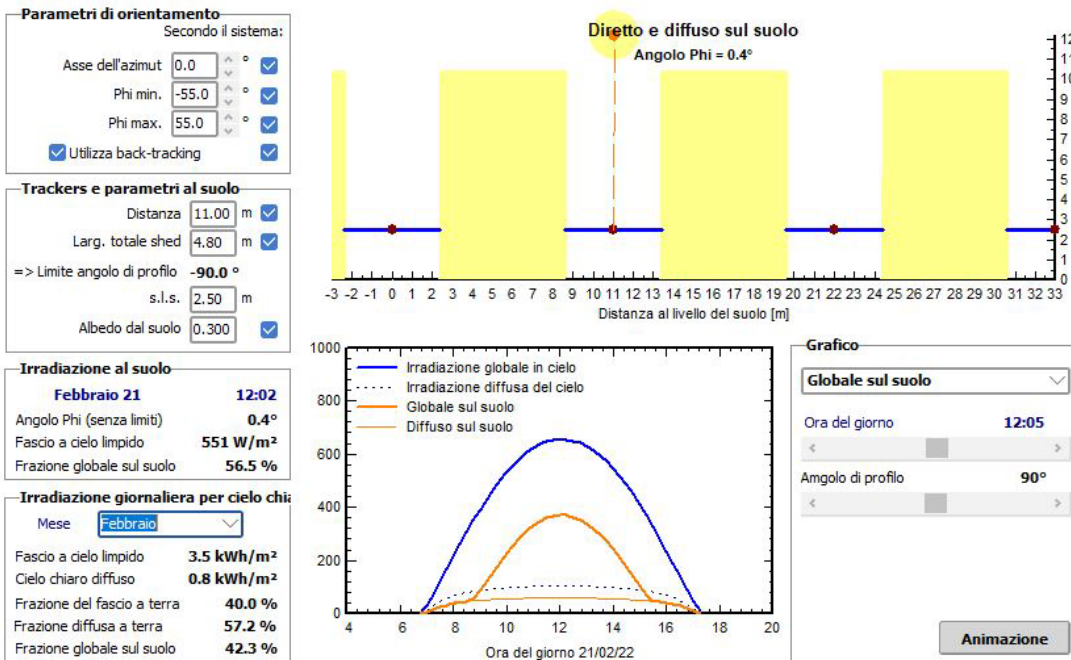 Parametri di orientamento
Secondo il sistema:
Asse dell'azimut 0.0 °
Phi min. -55.0 °
Phi max. 55.0 °
Utilizza back-tracking
Trackers e parametri al suolo
Distanza 11.00 m
Larg. totale shed 4.80 m
=> Limite angolo di profilo -90.0 °
s.l.s. 2.50 m
Albedo dal suolo 0.300
Irradiazione al suolo
Febbraio 21 12:02
Angolo Phi (senza limiti) 0.4°
Fascio a cielo limpido 551 W/m²
Frazione globale sul suolo 56.5 %
Irradiazione giornaliera per cielo chia
Mese Febbraio
Fascio a cielo limpido 3.5 kWh/m²
Cielo chiaro diffuso 0.8 kWh/m²
Frazione del fascio a terra 40.0 %
Frazione diffusa a terra 57.2 %
Frazione globale sul suolo 42.3 %
Diretto e diffuso sul suolo
Angolo Phi = 0.4°
12
11
10
9
8
7
6
5
4
3
2
1
0
-3 -2 -1 0 1 2 3 4 5 6 7 8 9 10 11 12 13 14 15 16 17 18 19 20 21 22 23 24 25 26 27 28 29 30 31 32 33
Distanza al livello del suolo [m]
1000
800
600
400
200
0
Irradiazione globale in cielo
Irradiazione diffusa del cielo
Globale sul suolo
Diffuso sul suolo
4 6 8 10 12 14 16 18 20
Ora del giorno 21/02/22
Grafico
Globale sul suolo
Ora del giorno 12:05
Amgolo di profilo 90°
Animazione